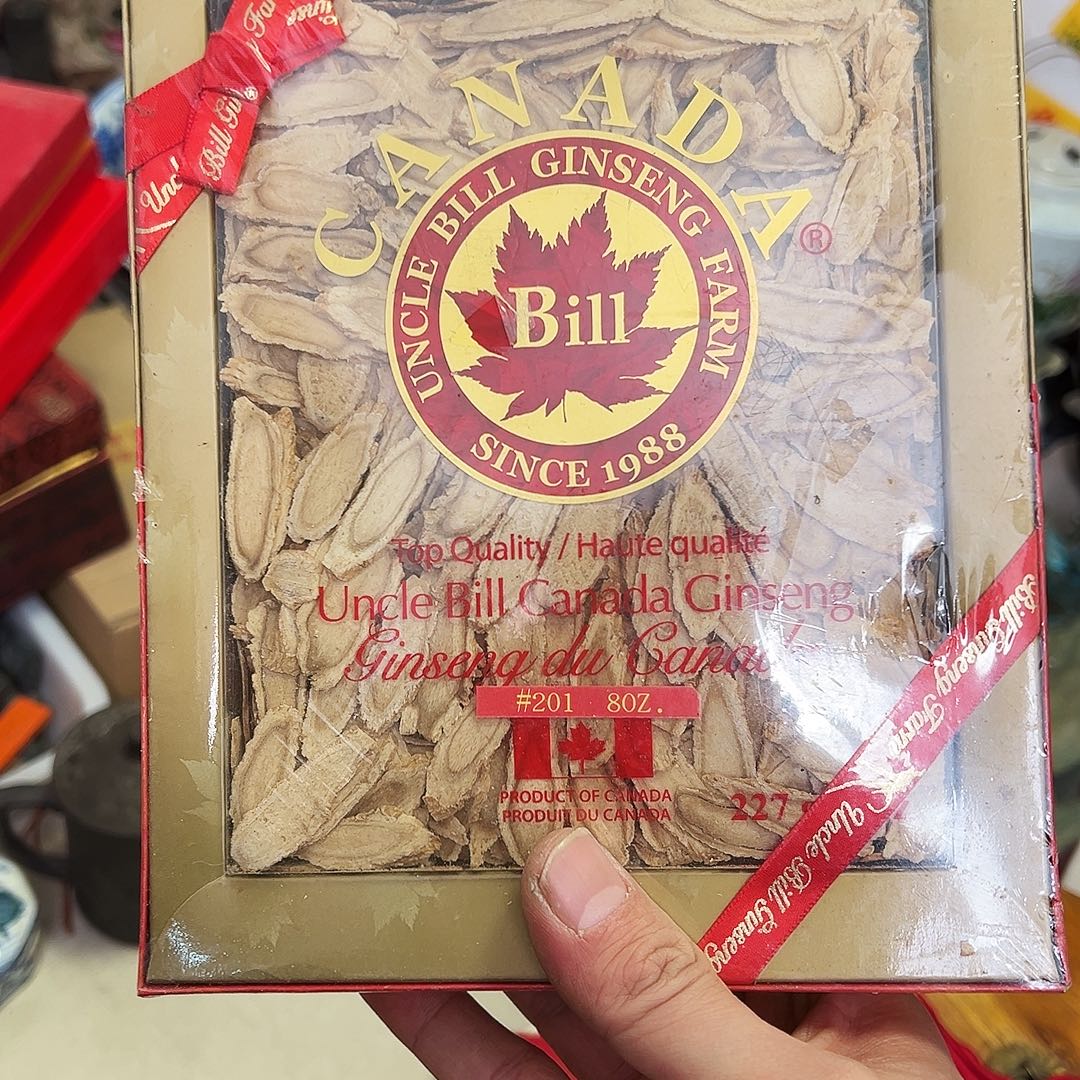 CANADA®
UNCLE BILL GINSENG FARM
Bill
SINCE 1988
Top Quality / Haute qualité
Uncle Bill Canada Ginseng
Ginseng du Canada
#201 8OZ.
PRODUCT OF CANADA
PRODUIT DU CANADA
227
Uncle Bill Ginseng
Bill Ginseng Farm